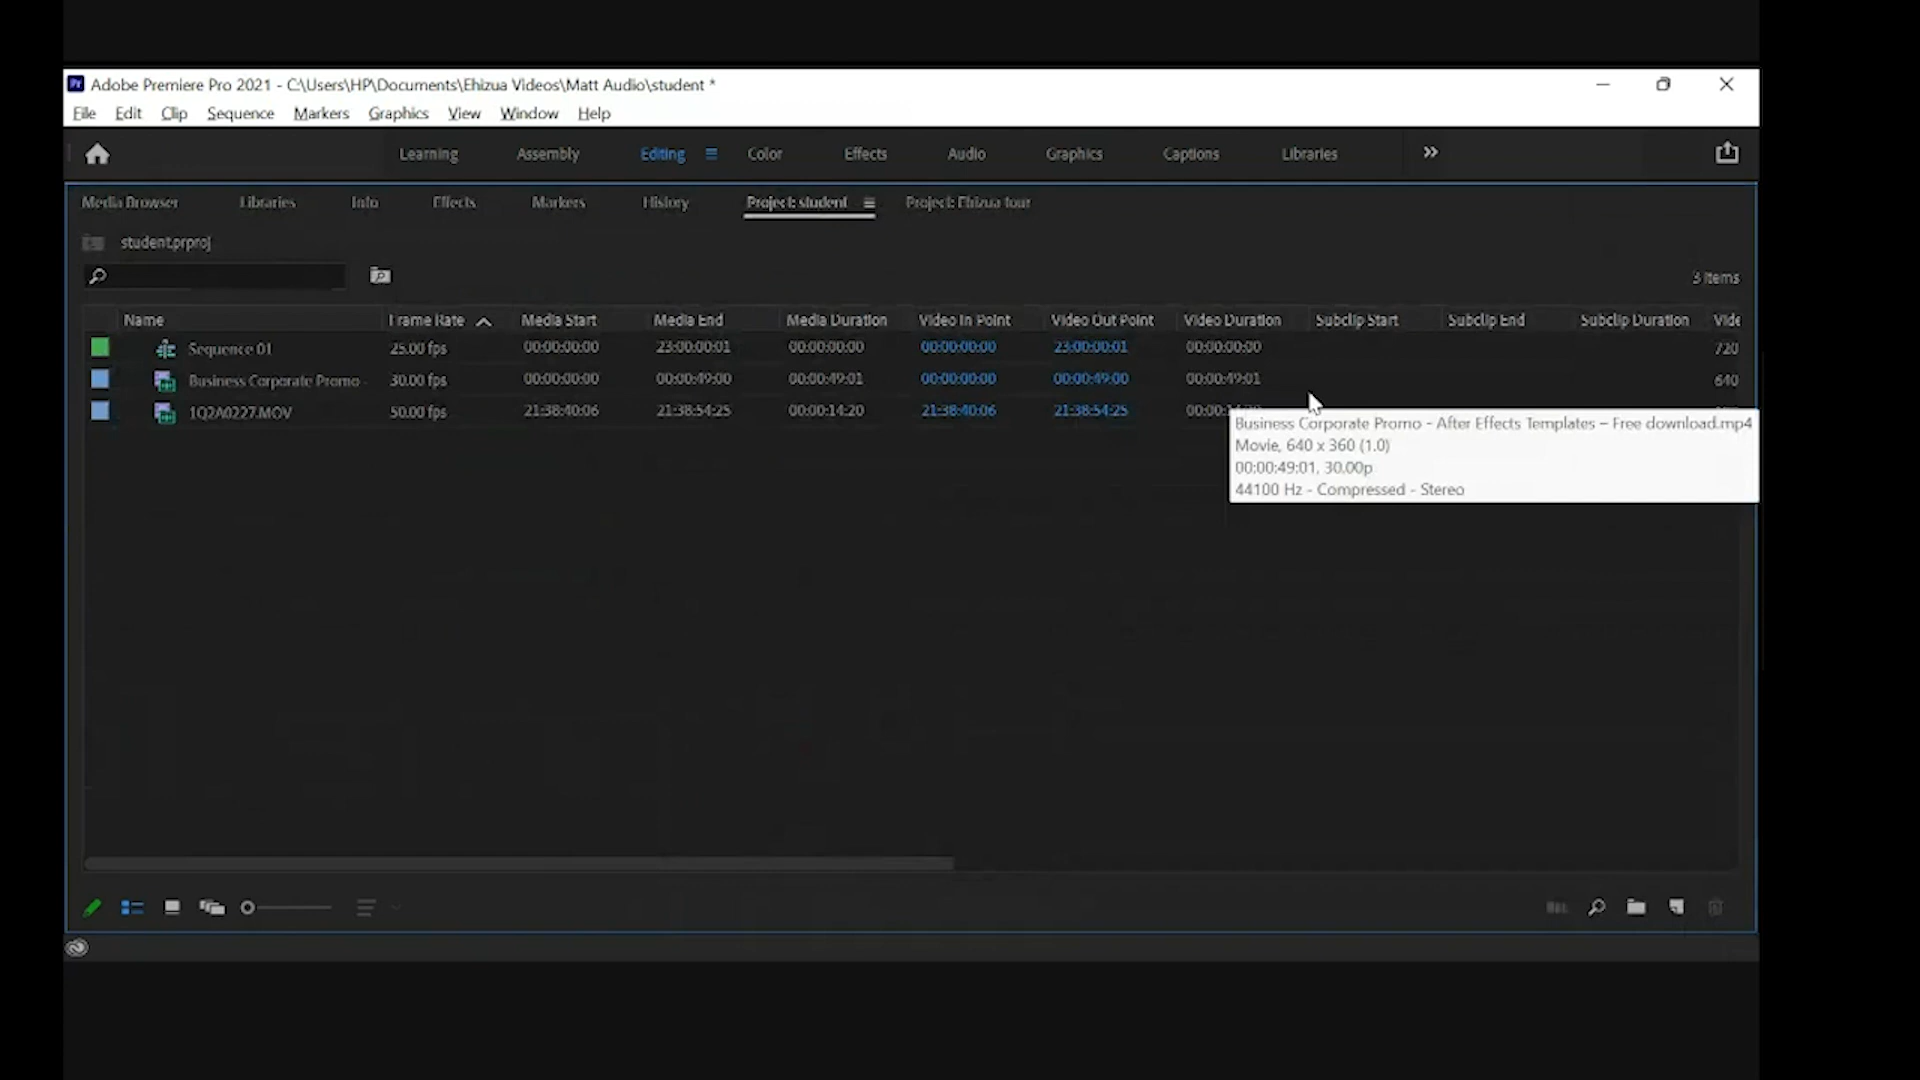 Adobe Premiere Pro 2021 - C:\Users\HP\Documents\Ehizua Videos\Matt Audio\student *
File Edit Clip Sequence Markers Graphics View Window Help
Learning Assembly Editing Color Effects Audio Graphics Captions Libraries
Media Browser Libraries Info Effects Markers History Project: student Project: Ehizua tour
student.prproj
3 Items
Name Frame Rate Media Start Media End Media Duration Video In Point Video Out Point Video Duration Subclip Start Subclip End Subclip Duration Vide
Sequence 01 25.00 fps 00:00:00:00 23:00:00:01 00:00:00:00 00:00:00:00 23:00:00:01 00:00:00:00 720
Business Corporate Promo - 30.00 fps 00:00:00:00 00:00:49:00 00:00:49:01 00:00:00:00 00:00:49:00 00:00:49:01 640
1Q2A0227.MOV 50.00 fps 21:38:40:06 21:38:54:25 00:00:14:20 21:38:40:06 21:38:54:25
Business Corporate Promo - After Effects Templates – Free download.mp4
Movie, 640 x 360 (1.0)
00:00:49:01, 30.00p
44100 Hz - Compressed - Stereo